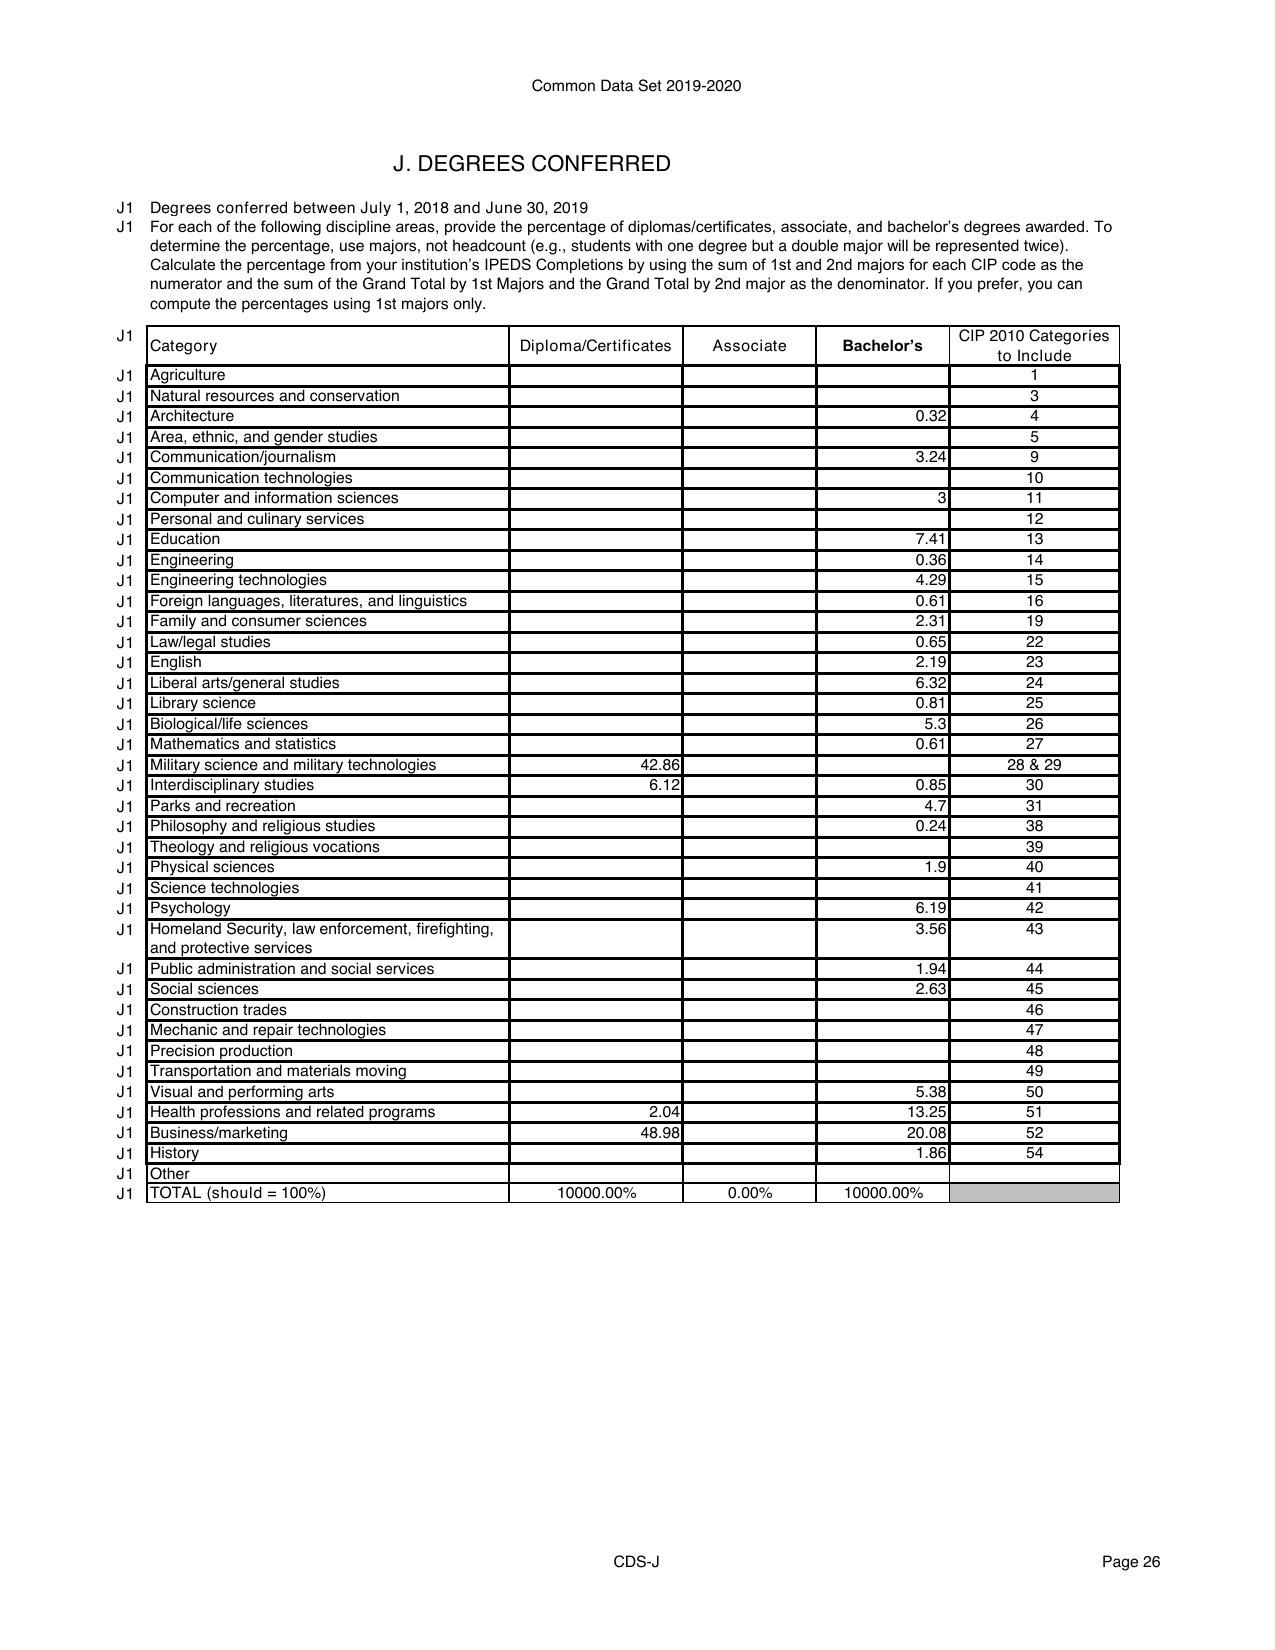 Common Data Set 2019-2020
J. DEGREES CONFERRED
J1 Degrees conferred between July 1, 2018 and June 30, 2019
J1 For each of the following discipline areas, provide the percentage of diplomas/certificates, associate, and bachelor’s degrees awarded. To
determine the percentage, use majors, not headcount (e.g., students with one degree but a double major will be represented twice).
Calculate the percentage from your institution’s IPEDS Completions by using the sum of 1st and 2nd majors for each CIP code as the
numerator and the sum of the Grand Total by 1st Majors and the Grand Total by 2nd major as the denominator. If you prefer, you can
compute the percentages using 1st majors only.
J1 Category Diploma/Certificates Associate Bachelor’s CIP 2010 Categories
to Include
J1 Agriculture 1
J1 Natural resources and conservation 3
J1 Architecture 0.32 4
J1 Area, ethnic, and gender studies 5
J1 Communication/journalism 3.24 9
J1 Communication technologies 10
J1 Computer and information sciences 3 11
J1 Personal and culinary services 12
J1 Education 7.41 13
J1 Engineering 0.36 14
J1 Engineering technologies 4.29 15
J1 Foreign languages, literatures, and linguistics 0.61 16
J1 Family and consumer sciences 2.31 19
J1 Law/legal studies 0.65 22
J1 English 2.19 23
J1 Liberal arts/general studies 6.32 24
J1 Library science 0.81 25
J1 Biological/life sciences 5.3 26
J1 Mathematics and statistics 0.61 27
J1 Military science and military technologies 42.86 28 & 29
J1 Interdisciplinary studies 6.12 0.85 30
J1 Parks and recreation 4.7 31
J1 Philosophy and religious studies 0.24 38
J1 Theology and religious vocations 39
J1 Physical sciences 1.9 40
J1 Science technologies 41
J1 Psychology 6.19 42
J1 Homeland Security, law enforcement, firefighting, 3.56 43
and protective services
J1 Public administration and social services 1.94 44
J1 Social sciences 2.63 45
J1 Construction trades 46
J1 Mechanic and repair technologies 47
J1 Precision production 48
J1 Transportation and materials moving 49
J1 Visual and performing arts 5.38 50
J1 Health professions and related programs 2.04 13.25 51
J1 Business/marketing 48.98 20.08 52
J1 History 1.86 54
J1 Other
J1 TOTAL (should = 100%) 10000.00% 0.00% 10000.00%
CDS-J Page 26